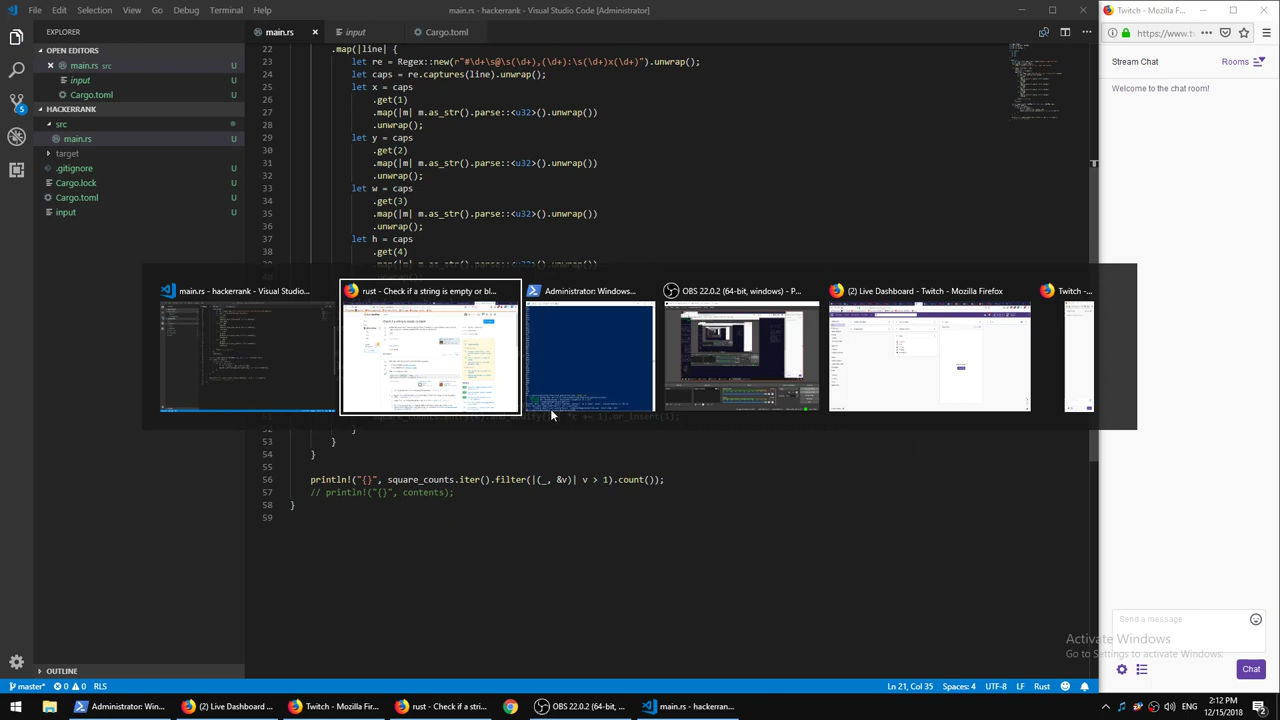 File Edit Selection View Go Debug Terminal Help
main.rs - hackerrank - Visual Studio Code [Administrator]
Twitch - Mozilla F...
EXPLORER
main.rs
input
Cargo.toml
https://www.t
OPEN EDITORS
main.rs src
input
Cargo.toml
HACKERRANK
src
main.rs U
target
.gitignore U
Cargo.lock U
Cargo.toml U
input U
5
22 .map(|line| {
23 let re = Regex::new(r"#\d+\s@\s(\d+),(\d+):\s(\d+)x(\d+)").unwrap();
24 let caps = re.captures(line).unwrap();
25 let x = caps
26 .get(1)
27 .map(|m| m.as_str().parse::<u32>().unwrap())
28 .unwrap();
29 let y = caps
30 .get(2)
31 .map(|m| m.as_str().parse::<u32>().unwrap())
32 .unwrap();
33 let w = caps
34 .get(3)
35 .map(|m| m.as_str().parse::<u32>().unwrap())
36 .unwrap();
37 let h = caps
38 .get(4)
main.rs - hackerrank - Visual Studio...
rust - Check if a string is empty or bl...
Administrator: Windows...
OBS 22.0.2 (64-bit, windows) - P...
(2) Live Dashboard - Twitch - Mozilla Firefox
Twitch -...
52 }
53 }
54 }
55
56 println!("{}", square_counts.iter().filter(|(_, &v)| v > 1).count());
57 // println!("{}", contents);
58 }
59
Stream Chat
Rooms
Welcome to the chat room!
Send a message
Activate Windows
Go to Settings to activate Windows.
Chat
OUTLINE
master* 0 0 RLS
Ln 21, Col 35 Spaces: 4 UTF-8 LF Rust
Administrator: Win...
(2) Live Dashboard ...
Twitch - Mozilla Fir...
rust - Check if a stri...
OBS 22.0.2 (64-bit, ...
main.rs - hackerran...
2:12 PM
12/15/2018
2